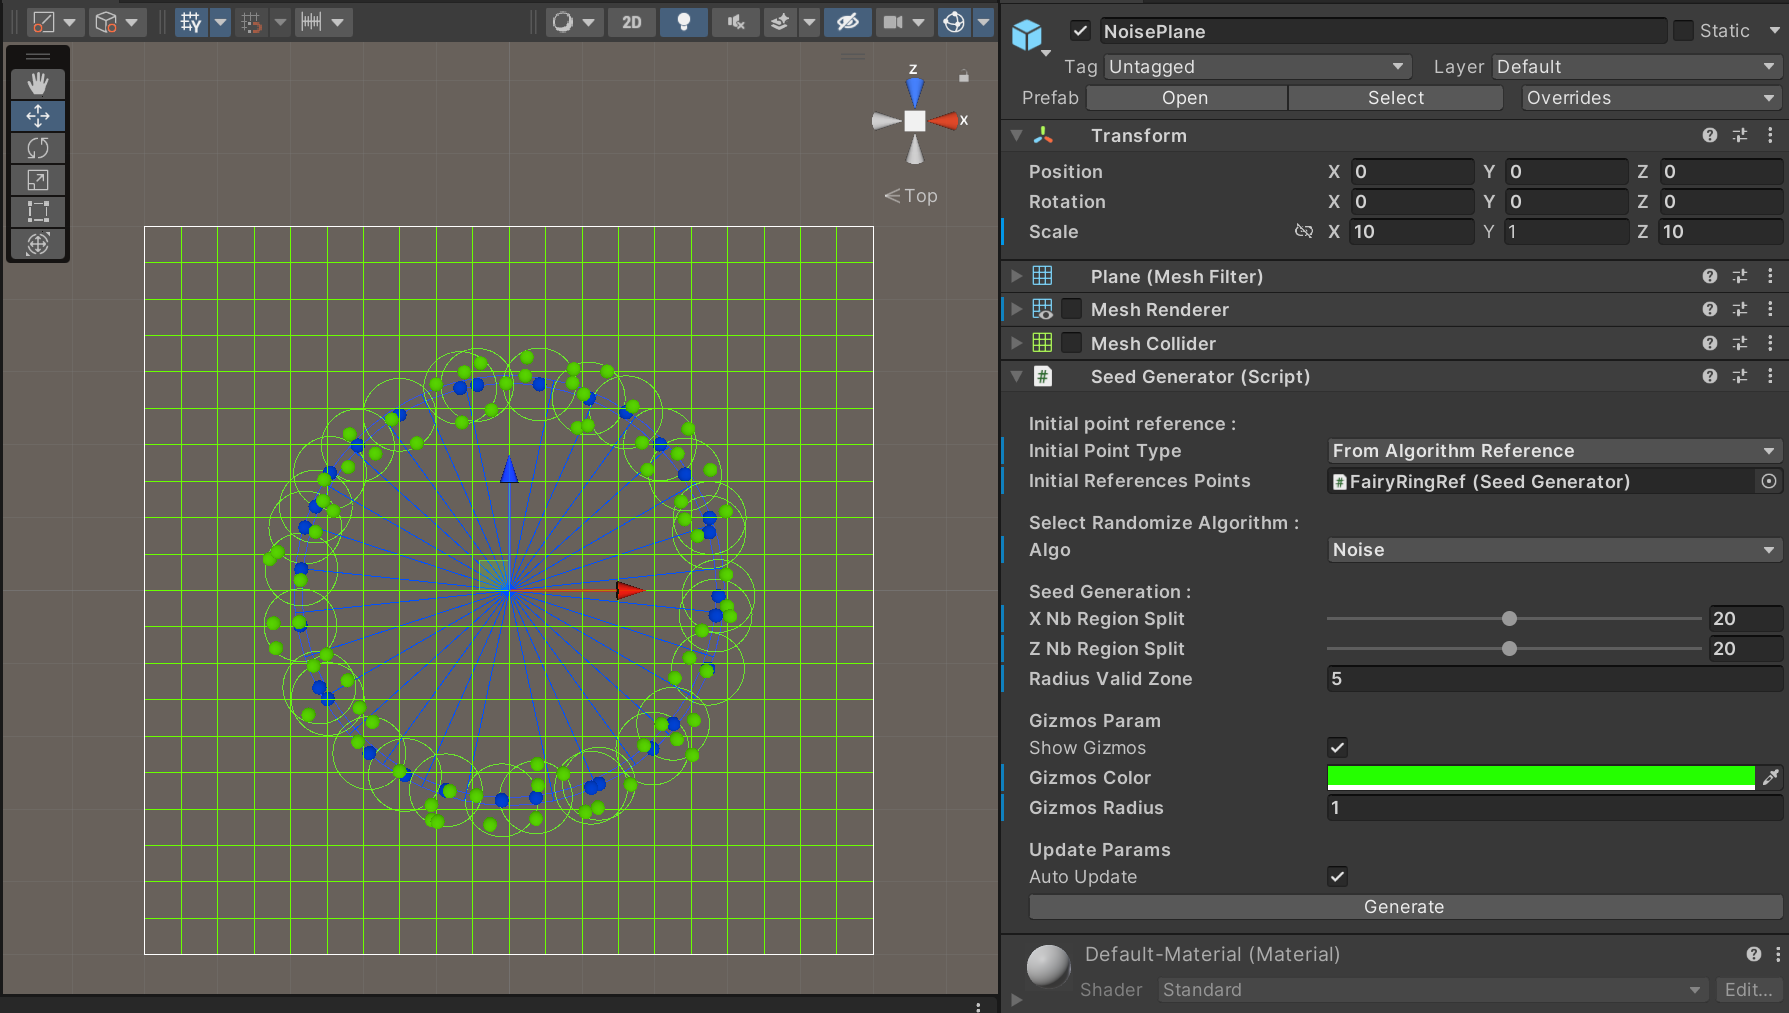 2D
Z
X
Top
NoisePlane
Static
Tag
Untagged
Layer
Default
Prefab
Open
Select
Overrides
Transform
Position X 0 Y 0 Z 0
Rotation X 0 Y 0 Z 0
Scale X 10 Y 1 Z 10
Plane (Mesh Filter)
Mesh Renderer
Mesh Collider
# Seed Generator (Script)
Initial point reference :
Initial Point Type From Algorithm Reference
Initial References Points # FairyRingRef (Seed Generator)
Select Randomize Algorithm :
Algo Noise
Seed Generation :
X Nb Region Split 20
Z Nb Region Split 20
Radius Valid Zone 5
Gizmos Param
Show Gizmos
Gizmos Color
Gizmos Radius 1
Update Params
Auto Update
Generate
Default-Material (Material)
Shader Standard Edit...